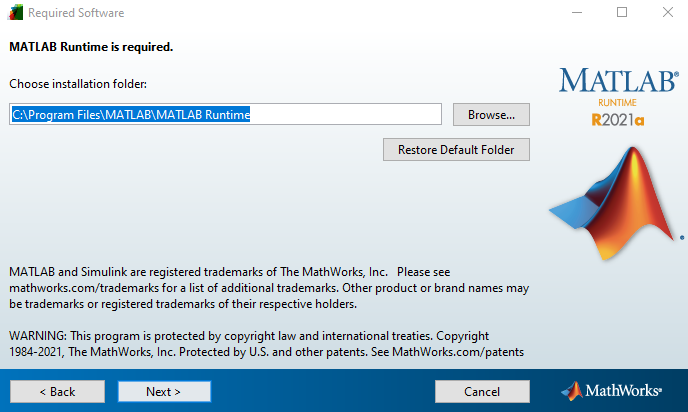 Required Software
MATLAB Runtime is required.
Choose installation folder:
C:\Program Files\MATLAB\MATLAB Runtime
Browse...
Restore Default Folder
MATLAB®
RUNTIME
R2021a
MATLAB and Simulink are registered trademarks of The MathWorks, Inc. Please see
mathworks.com/trademarks for a list of additional trademarks. Other product or brand names may
be trademarks or registered trademarks of their respective holders.
WARNING: This program is protected by copyright law and international treaties. Copyright
1984-2021, The MathWorks, Inc. Protected by U.S. and other patents. See MathWorks.com/patents
< Back
Next >
Cancel
MathWorks®